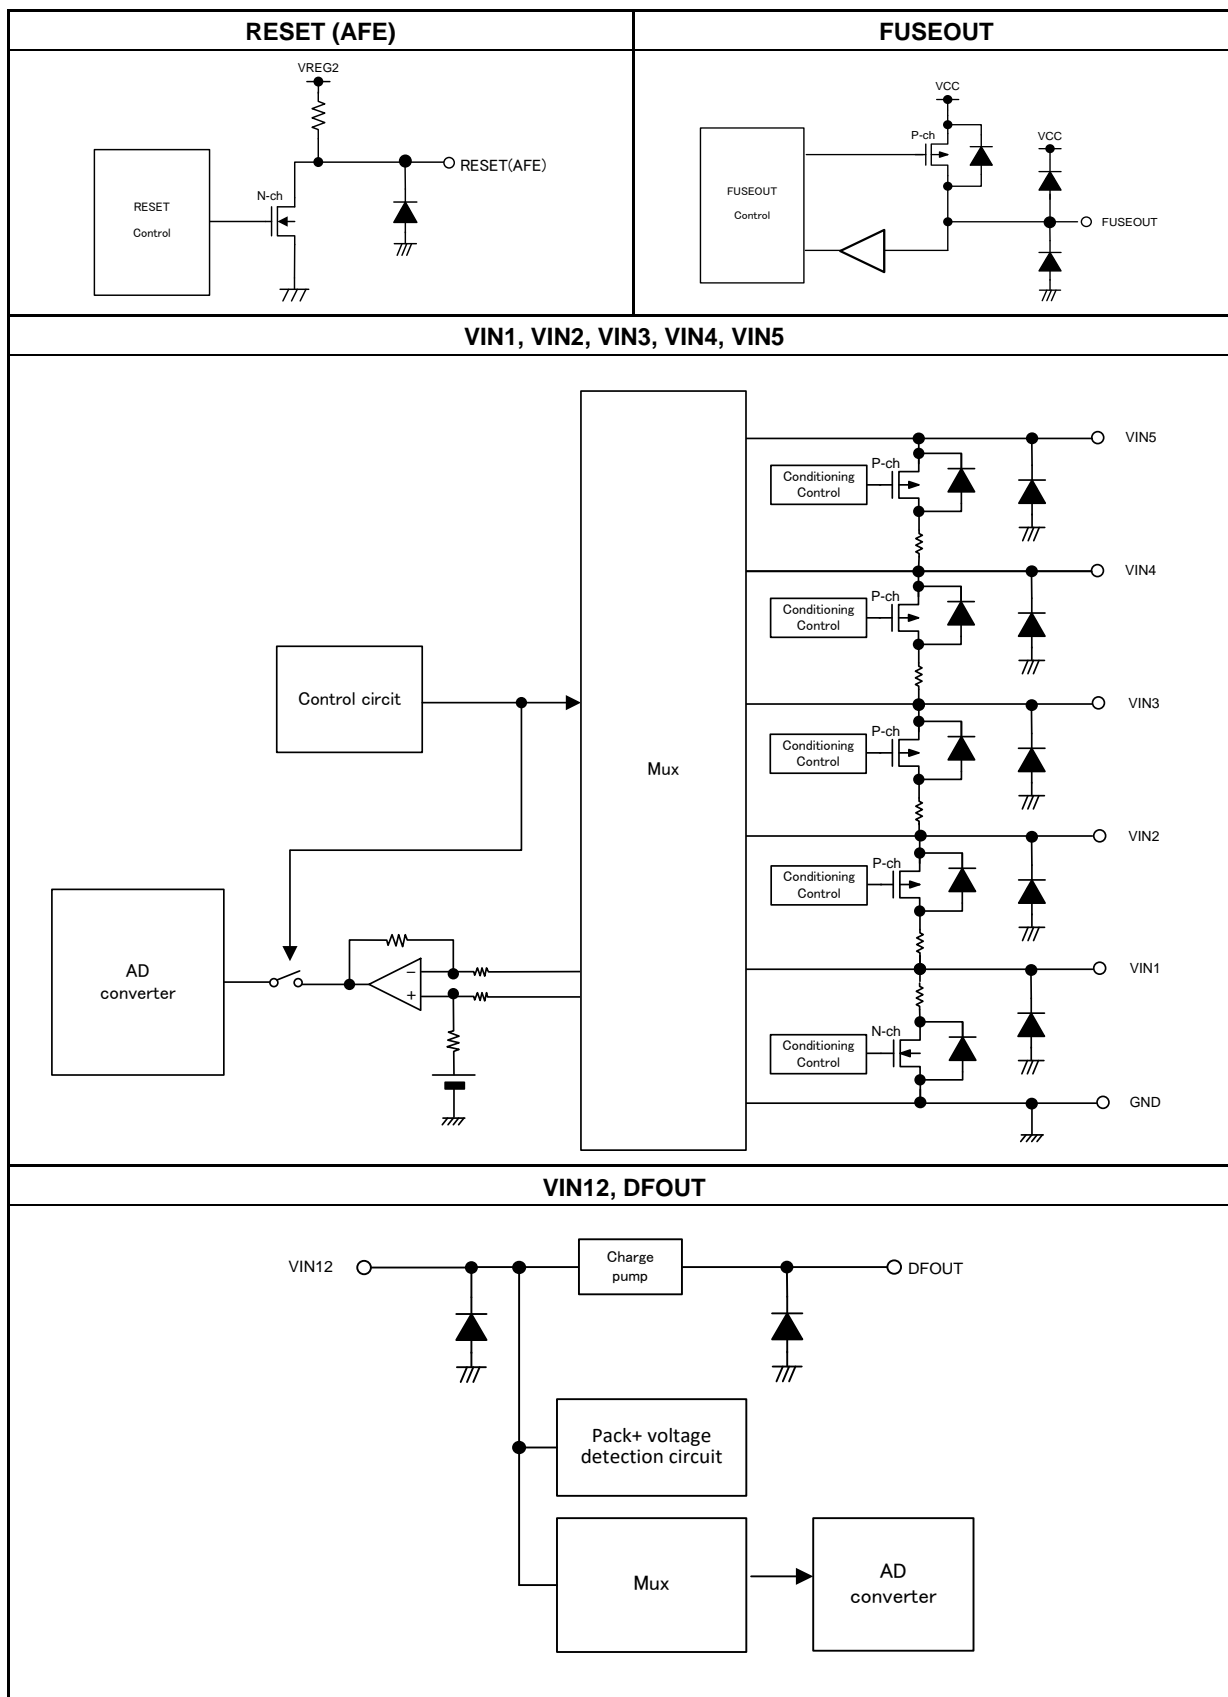 RESET (AFE)
FUSEOUT
VREG2
N-ch
RESET
Control
RESET(AFE)
VCC
P-ch
VCC
FUSEOUT
Control
FUSEOUT
VIN1, VIN2, VIN3, VIN4, VIN5
VIN5
P-ch
Conditioning
Control
VIN4
P-ch
Conditioning
Control
Control circit
VIN3
P-ch
Conditioning
Control
Mux
VIN2
P-ch
Conditioning
Control
AD
converter
−
+
VIN1
N-ch
Conditioning
Control
GND
VIN12, DFOUT
VIN12
Charge
pump
DFOUT
Pack+ voltage
detection circuit
Mux
AD
converter